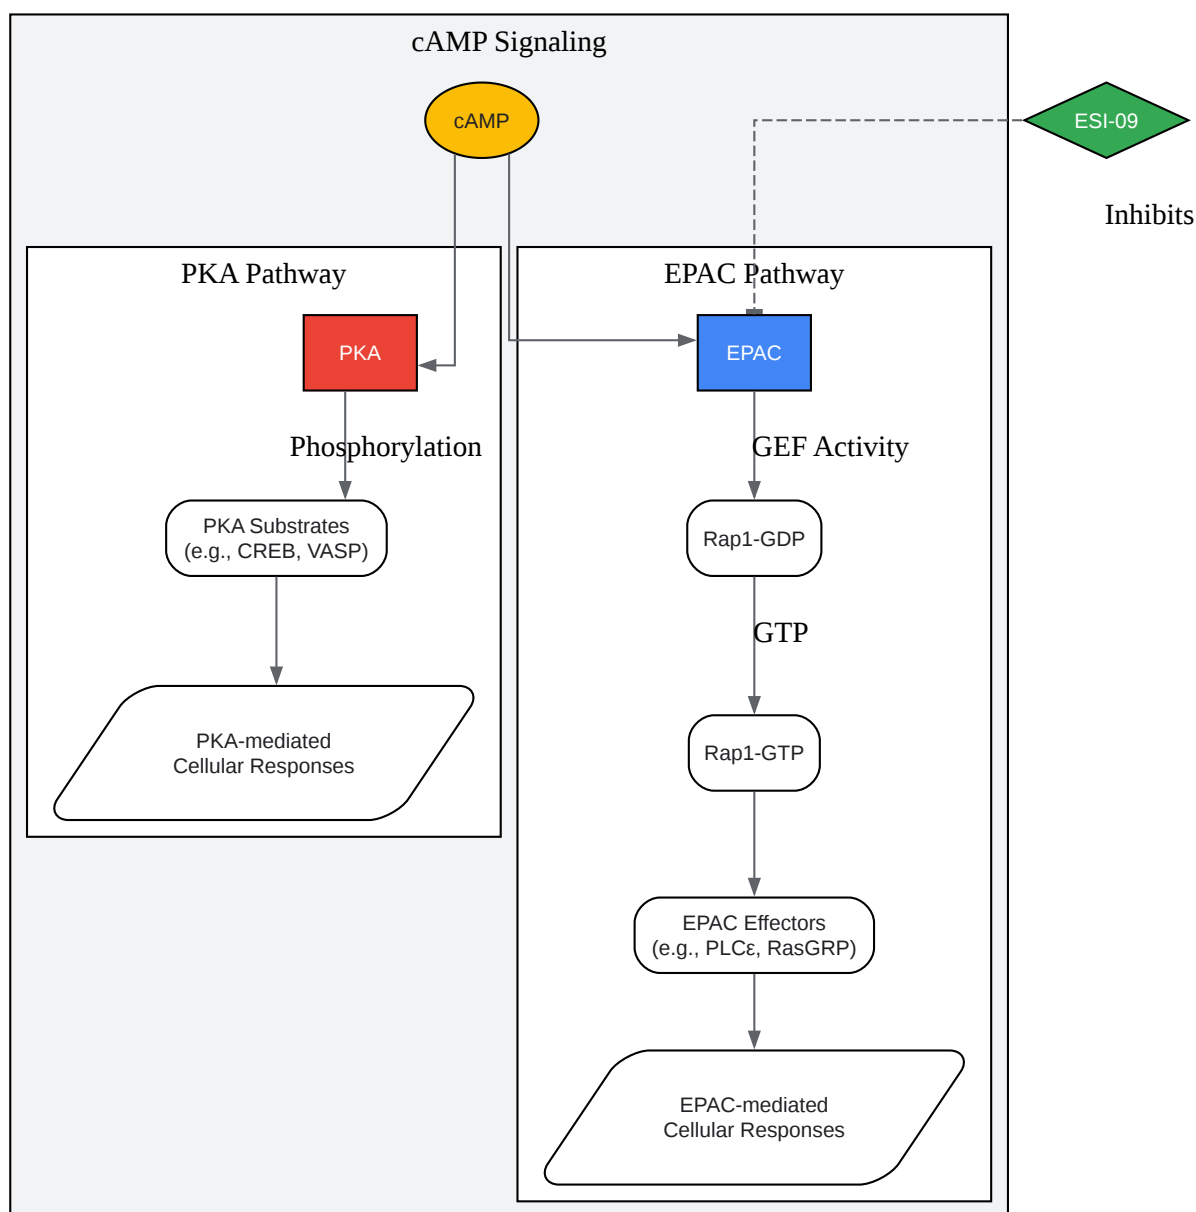 cAMP Signaling
cAMP
ESI-09
Inhibits
PKA Pathway
EPAC Pathway
PKA
EPAC
Phosphorylation
GEF Activity
PKA Substrates
(e.g., CREB, VASP)
Rap1-GDP
GTP
PKA-mediated
Cellular Responses
Rap1-GTP
EPAC Effectors
(e.g., PLCε, RasGRP)
EPAC-mediated
Cellular Responses